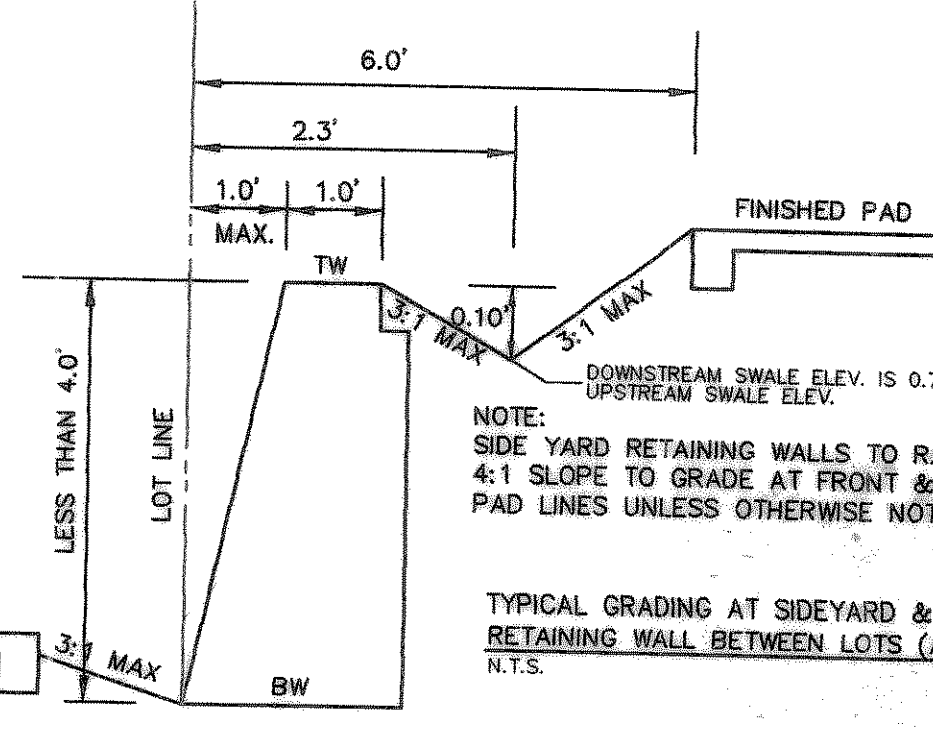 6.0'
2.3'
1.0'
1.0'
MAX.
FINISHED PAD
TW
3:1 MAX
0.10'
3:1 MAX
LESS THAN 4.0'
LOT LINE
DOWNSTREAM SWALE ELEV. IS 0.7
UPSTREAM SWALE ELEV.
NOTE:
SIDE YARD RETAINING WALLS TO
4:1 SLOPE TO GRADE AT FRONT &
PAD LINES UNLESS OTHERWISE
3:1 MAX
BW
TYPICAL GRADING AT SIDEYARD &
RETAINING WALL BETWEEN LOTS
N.T.S.